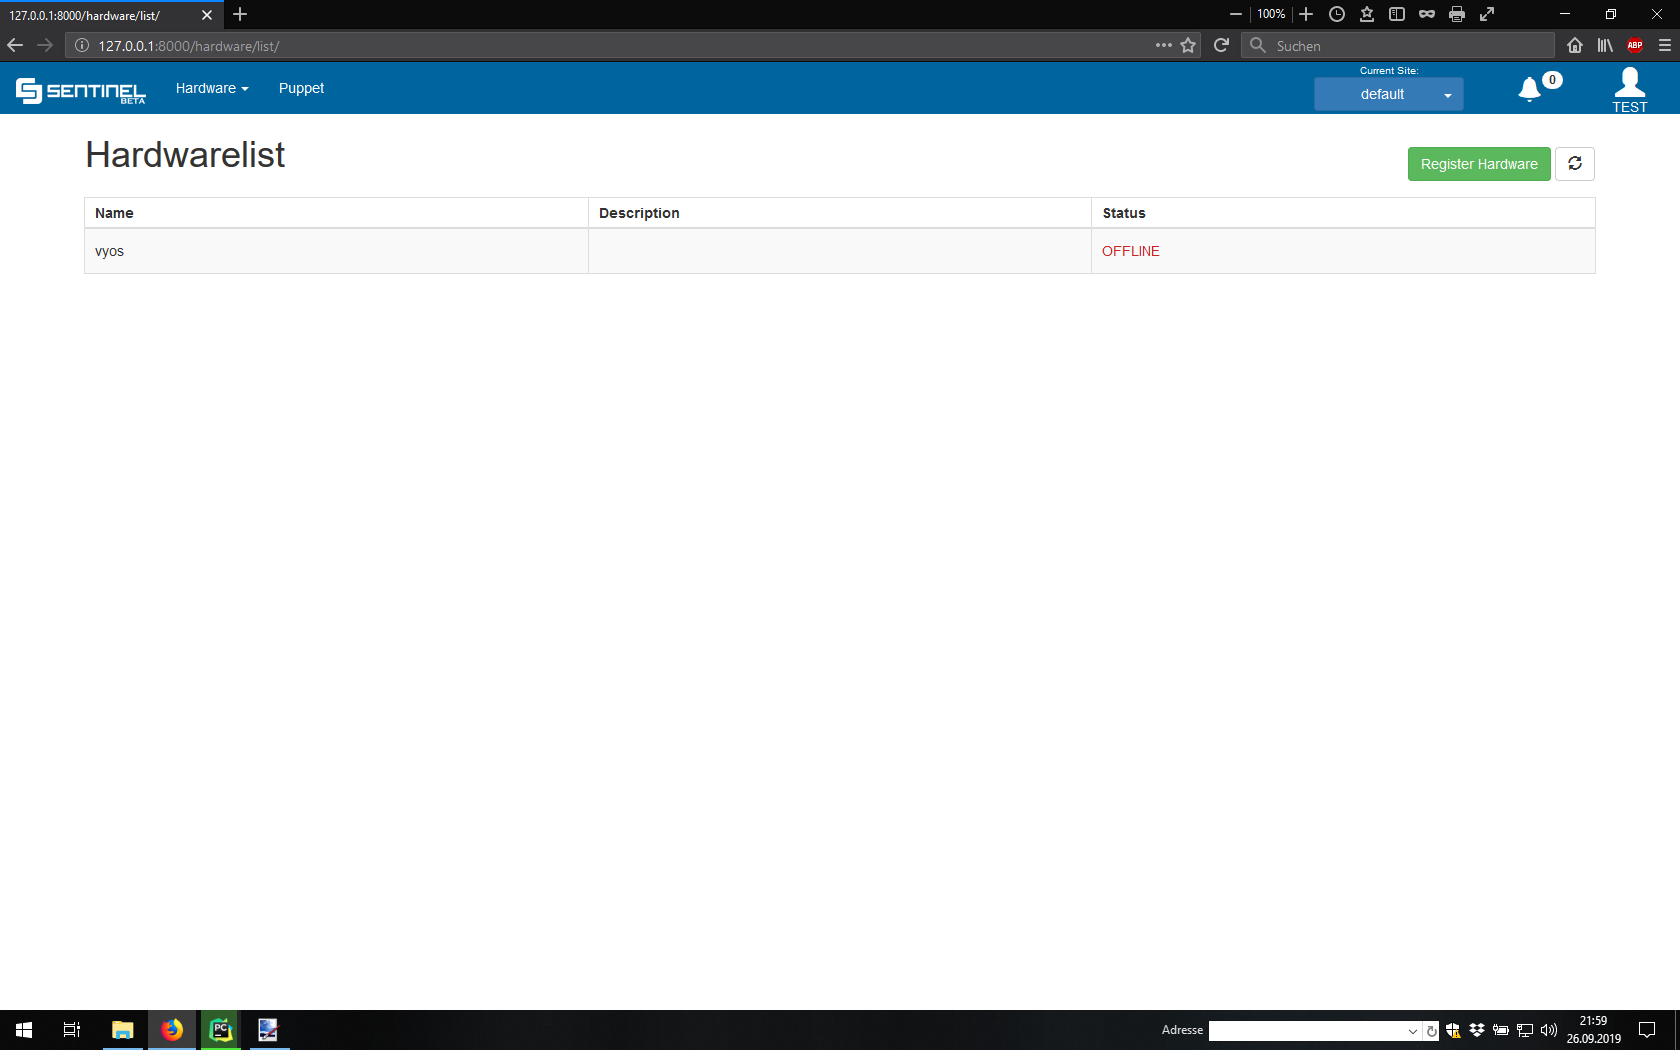 127.0.0.1:8000/hardware/list/
100%
127.0.0.1:8000/hardware/list/
Suchen
ABP
SENTINEL
BETA
Hardware
Puppet
Current Site:
default
0
TEST
Hardwarelist
Register Hardware
Name Description Status
vyos OFFLINE
PC
Adresse
21:59
26.09.2019